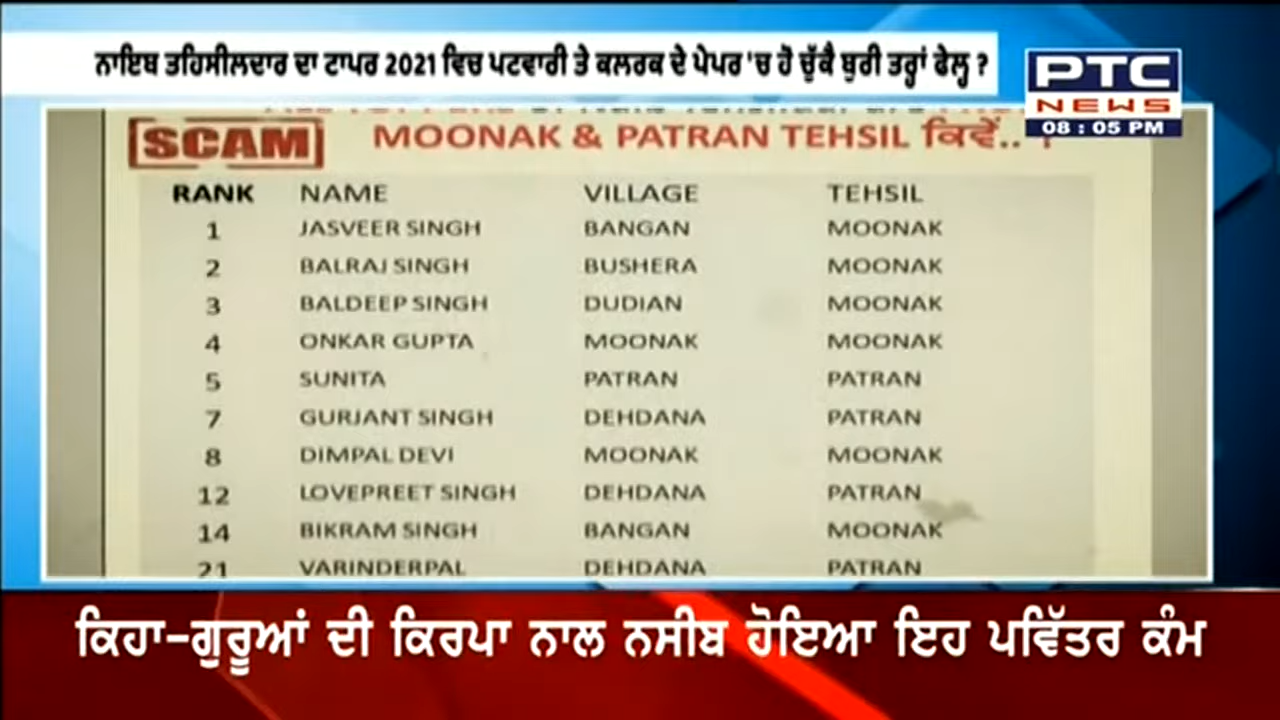 ਨਾਇਬ ਤਹਿਸੀਲਦਾਰ ਦਾ ਟਾਪਰ 2021 ਵਿਚ ਪਟਵਾਰੀ ਤੇ ਕਲਰਕ ਦੇ ਪੇਪਰ 'ਚ ਹੋ ਚੁੱਕੈ ਬੁਰੀ ਤਰ੍ਹਾਂ ਫੇਲ੍ਹ ?
PTC
NEWS
08 : 05 PM
SCAM MOONAK & PATRAN TEHSIL ਕਿਵੇਂ.. ?
RANK NAME VILLAGE TEHSIL
1 JASVEER SINGH BANGAN MOONAK
2 BALRAJ SINGH BUSHERA MOONAK
3 BALDEEP SINGH DUDIAN MOONAK
4 ONKAR GUPTA MOONAK MOONAK
5 SUNITA PATRAN PATRAN
7 GURJANT SINGH DEHDANA PATRAN
8 DIMPAL DEVI MOONAK MOONAK
12 LOVEPREET SINGH DEHDANA PATRAN
14 BIKRAM SINGH BANGAN MOONAK
21 VARINDERPAL DEHDANA PATRAN
ਕਿਹਾ-ਗੁਰੂਆਂ ਦੀ ਕਿਰਪਾ ਨਾਲ ਨਸੀਬ ਹੋਇਆ ਇਹ ਪਵਿੱਤਰ ਕੰਮ